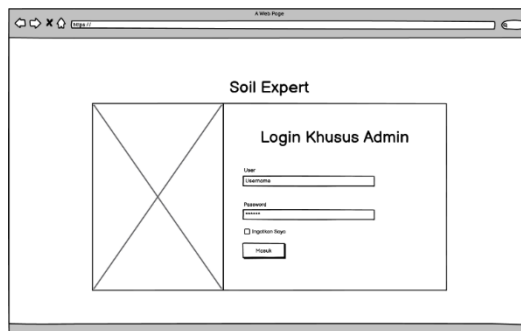 A Web Page
https://
Soil Expert
Login Khusus Admin
User
Username
Password
******
Ingatkan Saya
Masuk